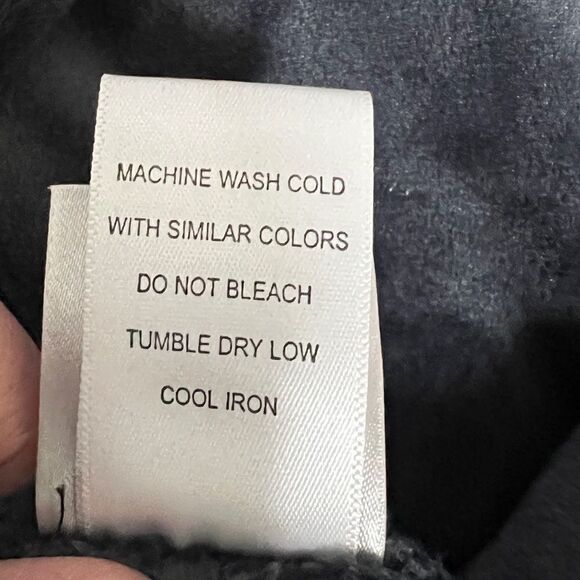 MACHINE WASH COLD
WITH SIMILAR COLORS
DO NOT BLEACH
TUMBLE DRY LOW
COOL IRON